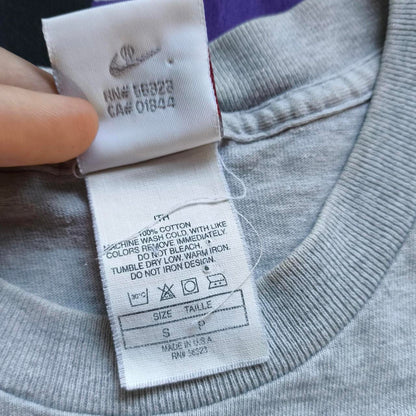 RN# 56323
CA# 01844
100% COTTON
MACHINE WASH COLD, WITH LIKE
COLORS REMOVE IMMEDIATELY.
DO NOT BLEACH.
TUMBLE DRY LOW, WARM IRON.
DO NOT IRON DESIGN.
30°C
SIZE TAILLE
S P
MADE IN U.S.A
RN# 56323